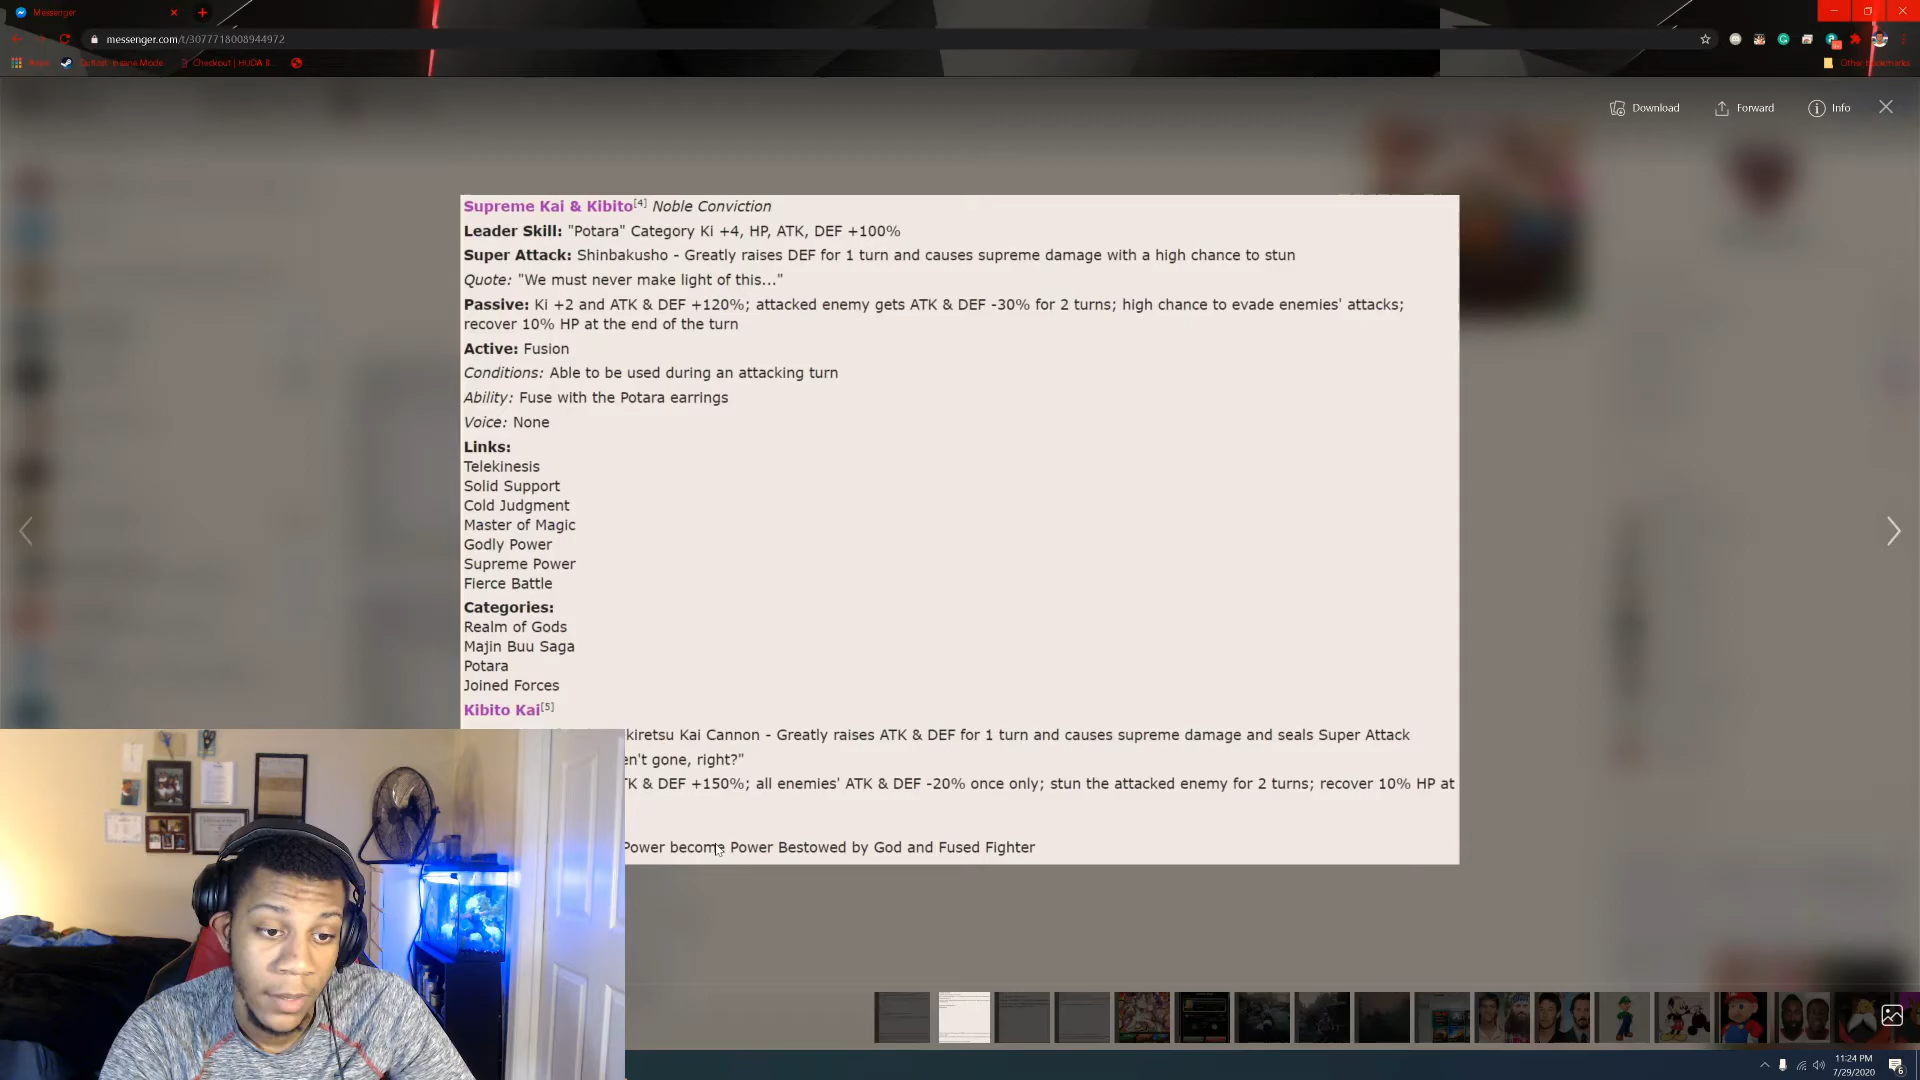 Messenger
messenger.com/t/3077718008944972
Checkout | HUDA B...
Other bookmarks
Download
Forward
Info
Supreme Kai & Kibito[4] Noble Conviction
Leader Skill: "Potara" Category Ki +4, HP, ATK, DEF +100%
Super Attack: Shinbakusho - Greatly raises DEF for 1 turn and causes supreme damage with a high chance to stun
Quote: "We must never make light of this..."
Passive: Ki +2 and ATK & DEF +120%; attacked enemy gets ATK & DEF -30% for 2 turns; high chance to evade enemies' attacks;
recover 10% HP at the end of the turn
Active: Fusion
Conditions: Able to be used during an attacking turn
Ability: Fuse with the Potara earrings
Voice: None
Links:
Telekinesis
Solid Support
Cold Judgment
Master of Magic
Godly Power
Supreme Power
Fierce Battle
Categories:
Realm of Gods
Majin Buu Saga
Potara
Joined Forces
Kibito Kai[5]
kiretsu Kai Cannon - Greatly raises ATK & DEF for 1 turn and causes supreme damage and seals Super Attack
en't gone, right?"
TK & DEF +150%; all enemies' ATK & DEF -20% once only; stun the attacked enemy for 2 turns; recover 10% HP at
Power become Power Bestowed by God and Fused Fighter
11:24 PM
7/29/2020